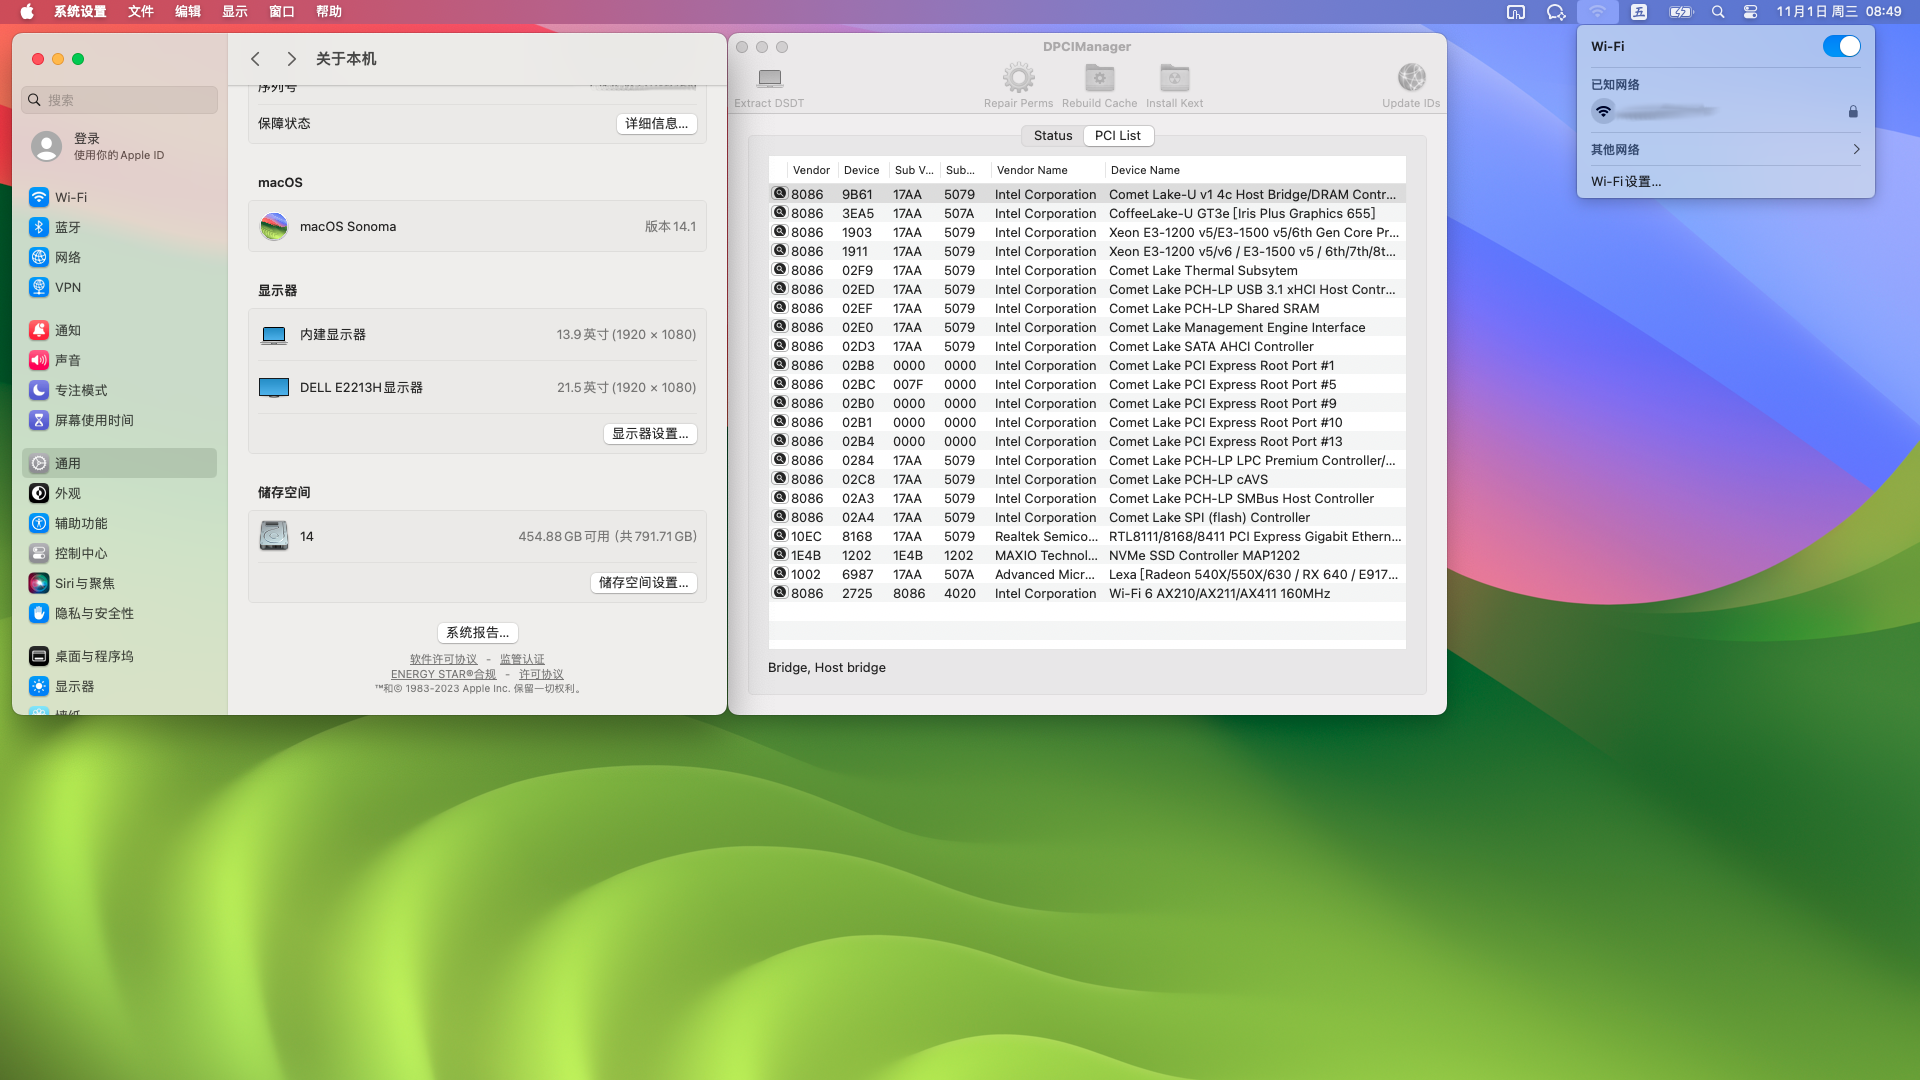 系统设置 文件 编辑 显示 窗口 帮助
五 11月1日 周三 08:49
搜索
登录
使用你的 Apple ID
Wi-Fi
蓝牙
网络
VPN
通知
声音
专注模式
屏幕使用时间
通用
外观
辅助功能
控制中心
Siri与聚焦
隐私与安全性
桌面与程序坞
显示器
关于本机
序列号
保障状态 详细信息...
macOS
macOS Sonoma 版本 14.1
显示器
内建显示器 13.9英寸 (1920 × 1080)
DELL E2213H显示器 21.5英寸 (1920 × 1080)
显示器设置...
储存空间
14 454.88 GB可用 (共791.71 GB)
储存空间设置...
系统报告...
软件许可协议 - 监管认证
ENERGY STAR®合规 - 许可协议
™和© 1983-2023 Apple Inc. 保留一切权利。
DPCIManager
Extract DSDT Repair Perms Rebuild Cache Install Kext Update IDs
Status PCI List
Vendor Device Sub V... Sub... Vendor Name Device Name
8086 9B61 17AA 5079 Intel Corporation Comet Lake-U v1 4c Host Bridge/DRAM Contr...
8086 3EA5 17AA 507A Intel Corporation CoffeeLake-U GT3e [Iris Plus Graphics 655]
8086 1903 17AA 5079 Intel Corporation Xeon E3-1200 v5/E3-1500 v5/6th Gen Core Pr...
8086 1911 17AA 5079 Intel Corporation Xeon E3-1200 v5/v6 / E3-1500 v5 / 6th/7th/8t...
8086 02F9 17AA 5079 Intel Corporation Comet Lake Thermal Subsytem
8086 02ED 17AA 5079 Intel Corporation Comet Lake PCH-LP USB 3.1 xHCI Host Contr...
8086 02EF 17AA 5079 Intel Corporation Comet Lake PCH-LP Shared SRAM
8086 02E0 17AA 5079 Intel Corporation Comet Lake Management Engine Interface
8086 02D3 17AA 5079 Intel Corporation Comet Lake SATA AHCI Controller
8086 02B8 0000 0000 Intel Corporation Comet Lake PCI Express Root Port #1
8086 02BC 007F 0000 Intel Corporation Comet Lake PCI Express Root Port #5
8086 02B0 0000 0000 Intel Corporation Comet Lake PCI Express Root Port #9
8086 02B1 0000 0000 Intel Corporation Comet Lake PCI Express Root Port #10
8086 02B4 0000 0000 Intel Corporation Comet Lake PCI Express Root Port #13
8086 0284 17AA 5079 Intel Corporation Comet Lake PCH-LP LPC Premium Controller/...
8086 02C8 17AA 5079 Intel Corporation Comet Lake PCH-LP cAVS
8086 02A3 17AA 5079 Intel Corporation Comet Lake PCH-LP SMBus Host Controller
8086 02A4 17AA 5079 Intel Corporation Comet Lake SPI (flash) Controller
10EC 8168 17AA 5079 Realtek Semico... RTL8111/8168/8411 PCI Express Gigabit Ethern...
1E4B 1202 1E4B 1202 MAXIO Technol... NVMe SSD Controller MAP1202
1002 6987 17AA 507A Advanced Micr... Lexa [Radeon 540X/550X/630 / RX 640 / E917...
8086 2725 8086 4020 Intel Corporation Wi-Fi 6 AX210/AX211/AX411 160MHz
Bridge, Host bridge
Wi-Fi
已知网络
其他网络
Wi-Fi设置...